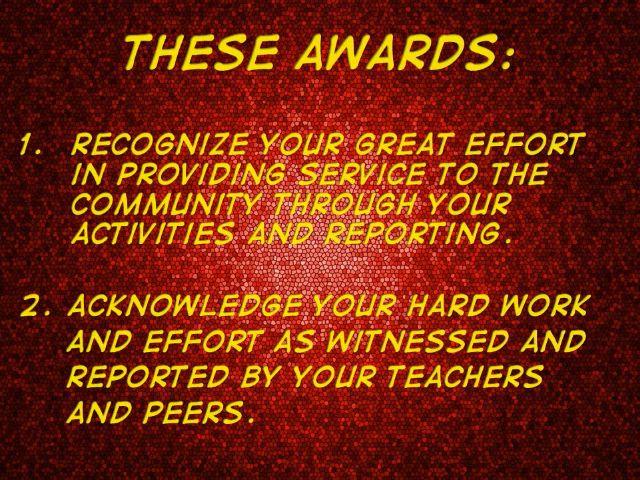 THESE AWARDS:
1. RECOGNIZE YOUR GREAT EFFORT
IN PROVIDING SERVICE TO THE
COMMUNITY THROUGH YOUR
ACTIVITIES AND REPORTING.
2. ACKNOWLEDGE YOUR HARD WORK
AND EFFORT AS WITNESSED AND
REPORTED BY YOUR TEACHERS
AND PEERS.